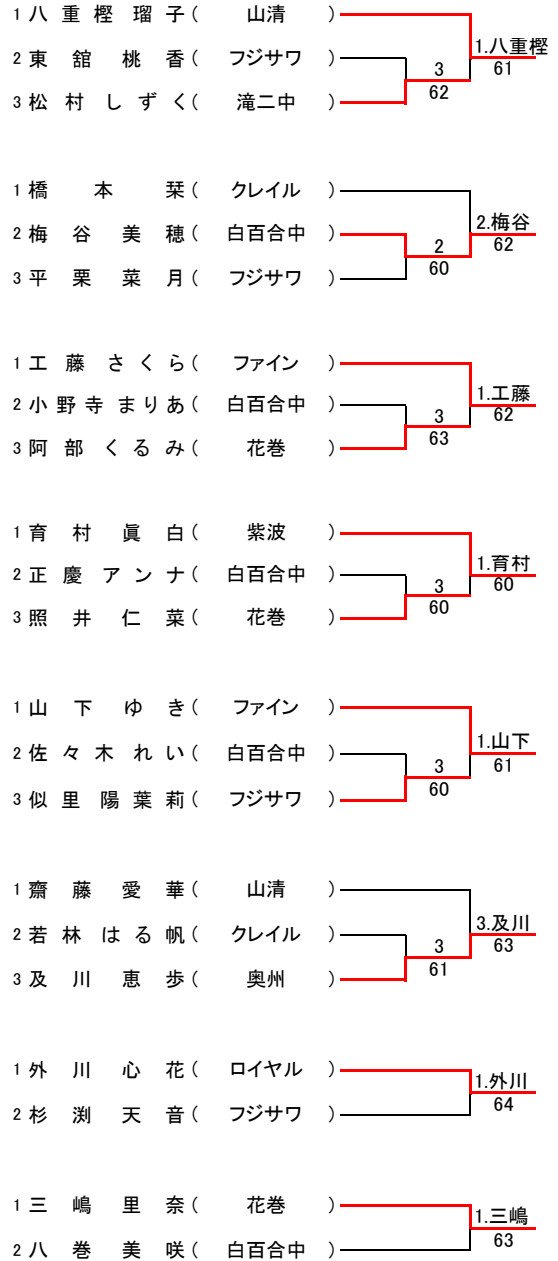 1 八重樫瑠子 ( 山清 )
1.八重樫
2 東舘桃香 ( フジサワ )
61
3
62
3 松村しずく ( 滝二中 )
1 橋本栞 ( クレイル )
2.梅谷
2 梅谷美穂 ( 白百合中 )
62
2
60
3 平栗菜月 ( フジサワ )
1 工藤さくら ( ファイン )
1.工藤
2 小野寺まりあ ( 白百合中 )
62
3
63
3 阿部くるみ ( 花巻 )
1 育村眞白 ( 紫波 )
1.育村
2 正慶アンナ ( 白百合中 )
60
3
60
3 照井仁菜 ( 花巻 )
1 山下ゆき ( ファイン )
1.山下
2 佐々木れい ( 白百合中 )
61
3
60
3 似里陽葉莉 ( フジサワ )
1 齋藤愛華 ( 山清 )
3.及川
2 若林はる帆 ( クレイル )
63
3
61
3 及川恵歩 ( 奥州 )
1 外川心花 ( ロイヤル )
1.外川
64
2 杉渕天音 ( フジサワ )
1 三嶋里奈 ( 花巻 )
1.三嶋
63
2 八巻美咲 ( 白百合中 )